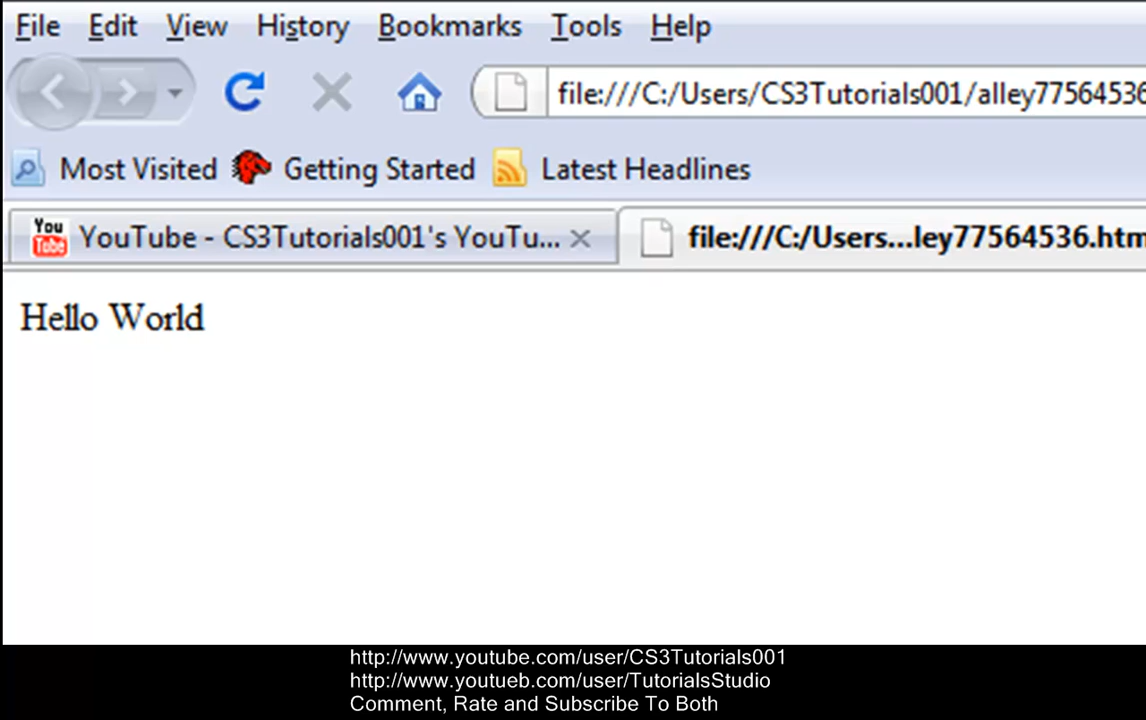 File Edit View History Bookmarks Tools Help
file:///C:/Users/CS3Tutorials001/alley77564536
Most Visited Getting Started Latest Headlines
You Tube YouTube - CS3Tutorials001's YouTu... file:///C:/Users...ley77564536.htm
Hello World
http://www.youtube.com/user/CS3Tutorials001
http://www.youtueb.com/user/TutorialsStudio
Comment, Rate and Subscribe To Both